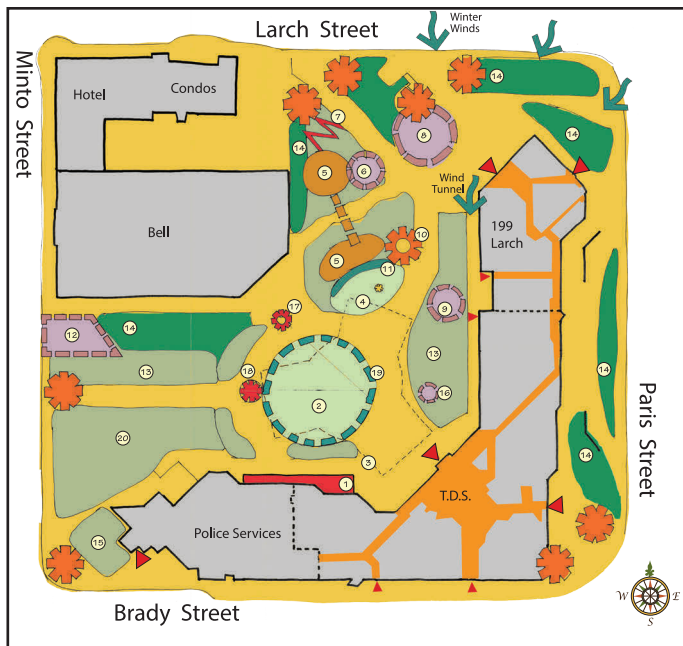 Larch Street
Winter
Winds
Minto Street
Hotel
Condos
14
7
8
14
14
14
5
6
Wind
Tunnel
199
Larch
Bell
10
5
11
4
9
17
12
14
13
13
18
19
16
14
2
20
3
1
14
Paris Street
T.D.S.
Police Services
15
Brady Street
W
E
S